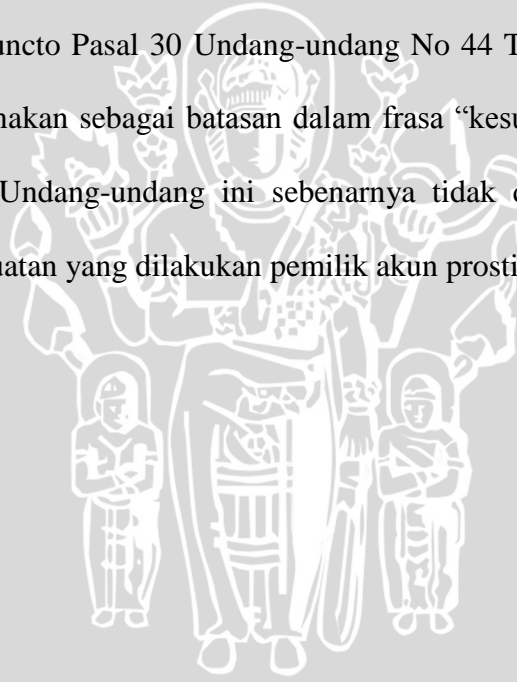 uncto Pasal 30 Undang-undang No 44 T
nakan sebagai batasan dalam frasa “kesu
Undang-undang ini sebenarnya tidak
uatan yang dilakukan pemilik akun prosti